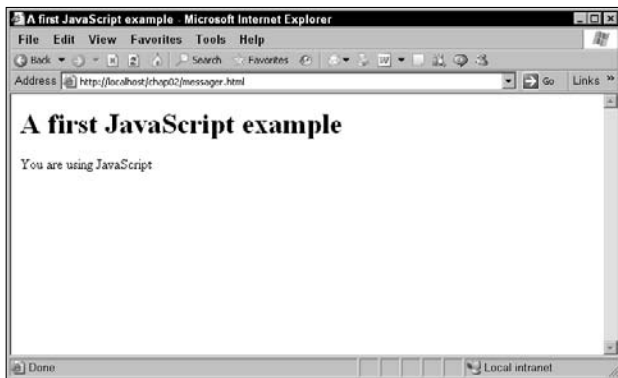 A first JavaScript example - Microsoft Internet Explorer
File Edit View Favorites Tools Help
Back Search Favorites
Address http://localhost/chap02/messager.html Go Links »
A first JavaScript example
You are using JavaScript
Done Local intranet